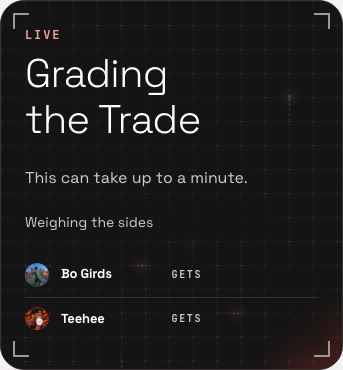 LIVE
Grading
the Trade
This can take up to a minute.
Weighing the sides
Bo Girds GETS
Teehee GETS